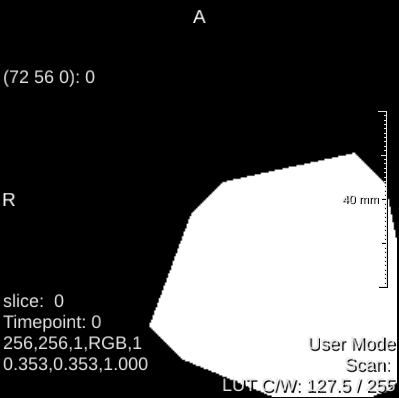 A
(72 56 0): 0
40 mm
R
slice: 0
Timepoint: 0
256,256,1,RGB,1
0.353,0.353,1.000
User Mode
Scan:
LUT C/W: 127.5 / 255